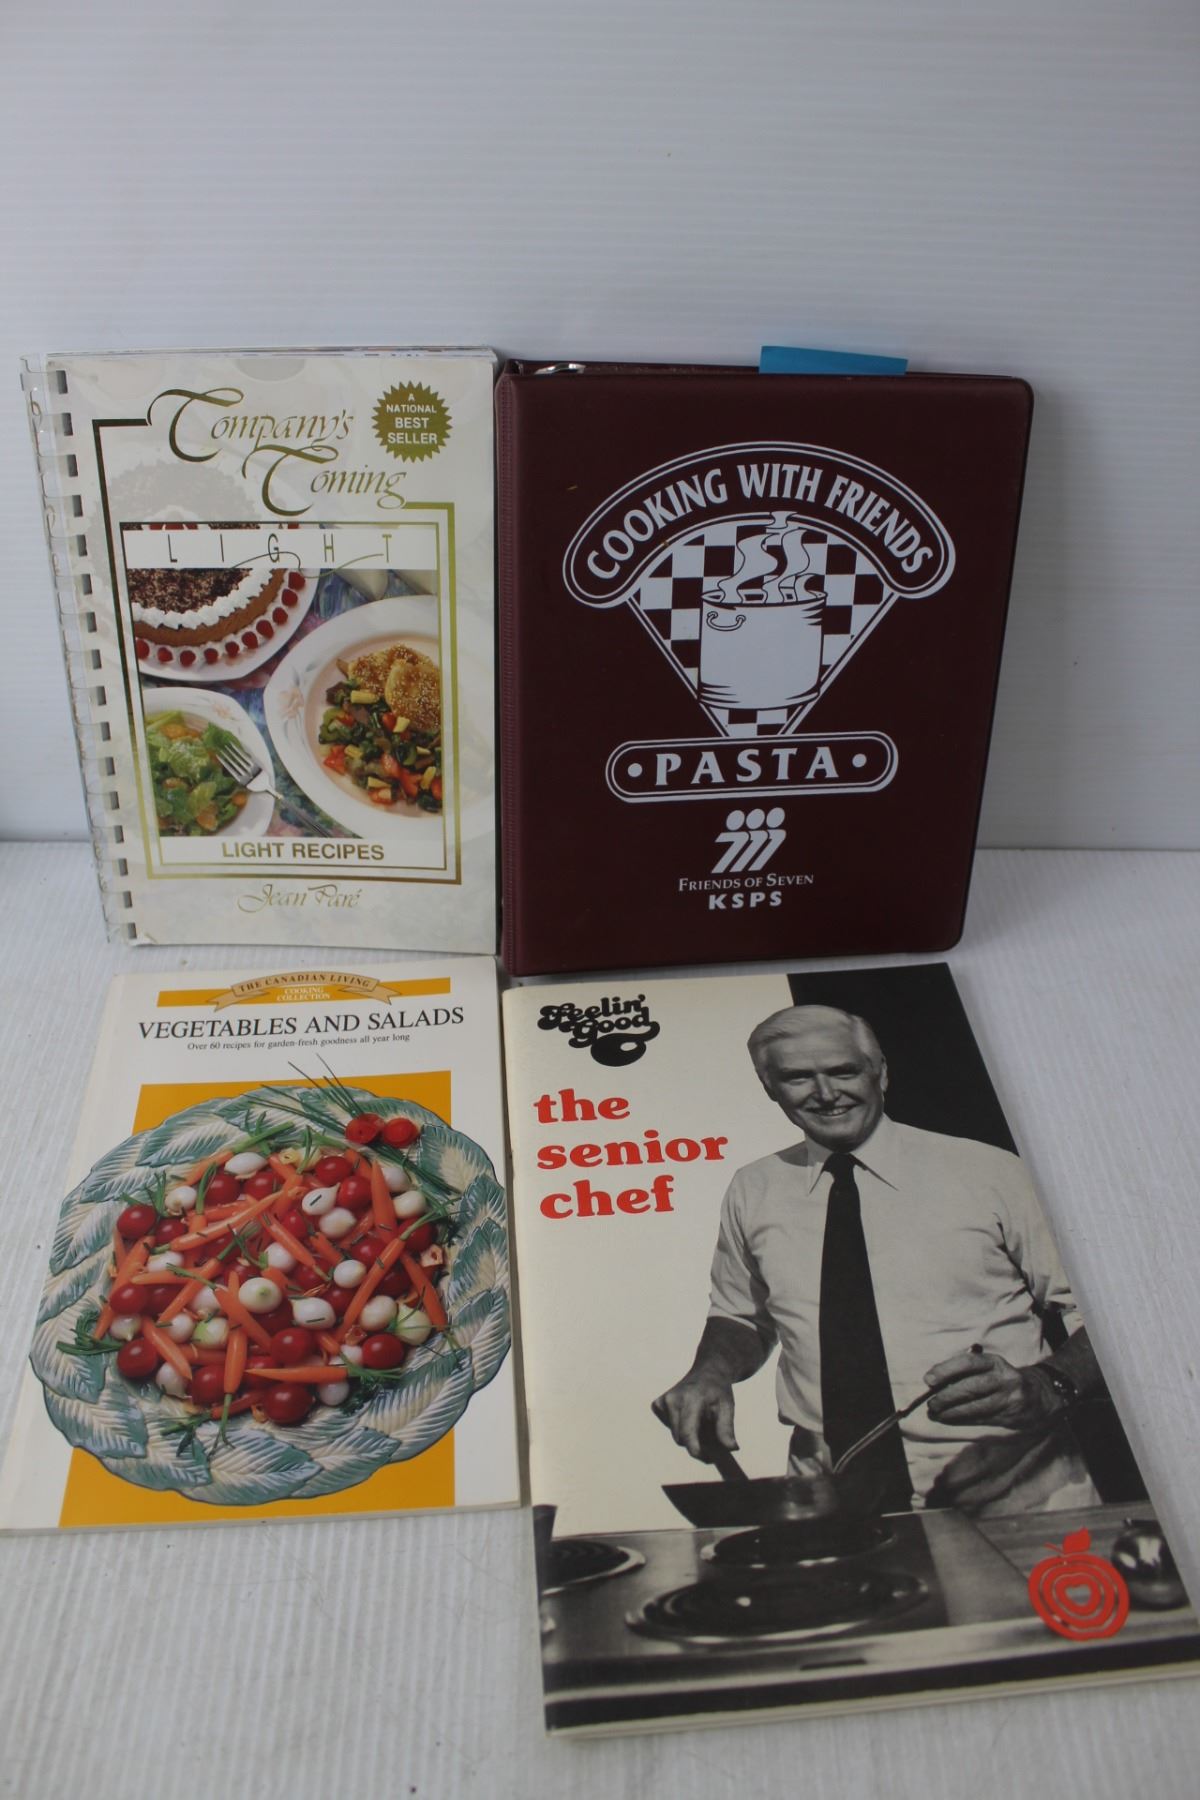 Company's
Coming
A
NATIONAL
BEST
SELLER
LIGHT
LIGHT RECIPES
Jean Paré
COOKING WITH FRIENDS
• PASTA •
FRIENDS OF SEVEN
KSPS
THE CANADIAN LIVING
COOKING
COLLECTION
VEGETABLES AND SALADS
Over 60 recipes for garden-fresh goodness all year long
Feelin'
Good
the
senior
chef